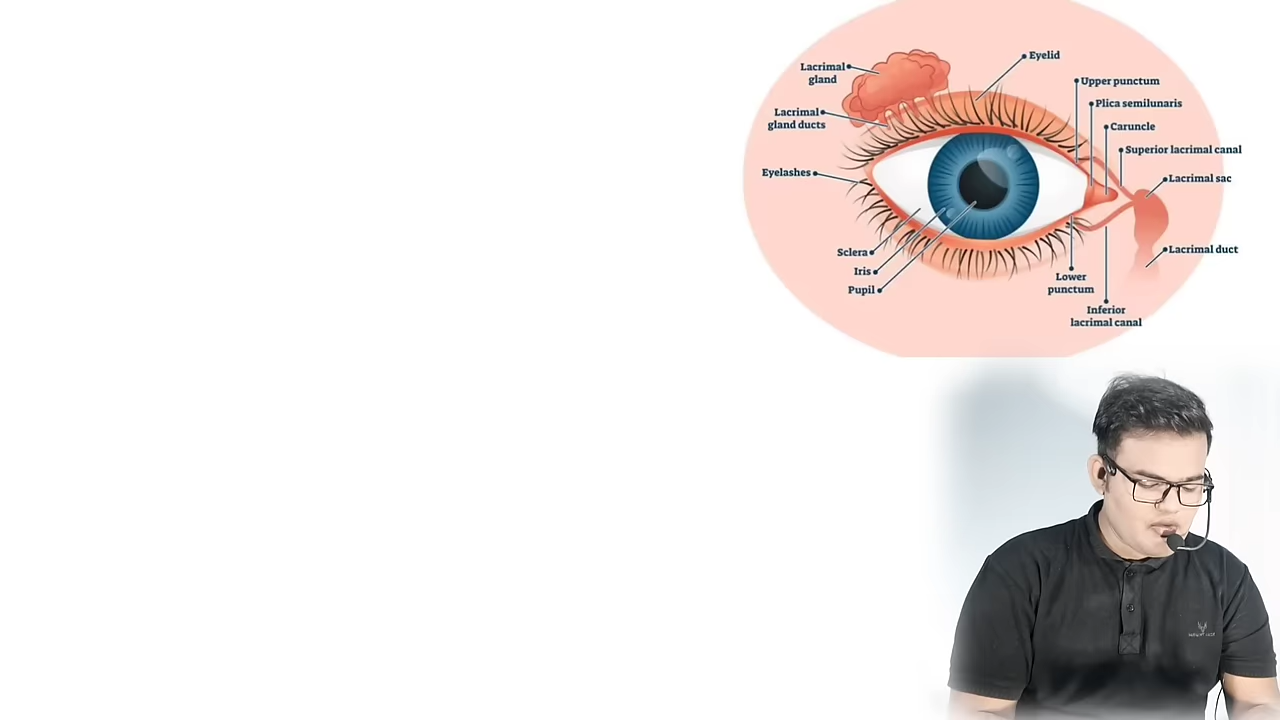 Lacrimal
gland
Lacrimal
gland ducts
Eyelashes
Sclera
Iris
Pupil
Eyelid
Upper punctum
Plica semilunaris
Caruncle
Superior lacrimal canal
Lacrimal sac
Lacrimal duct
Lower
punctum
Inferior
lacrimal canal